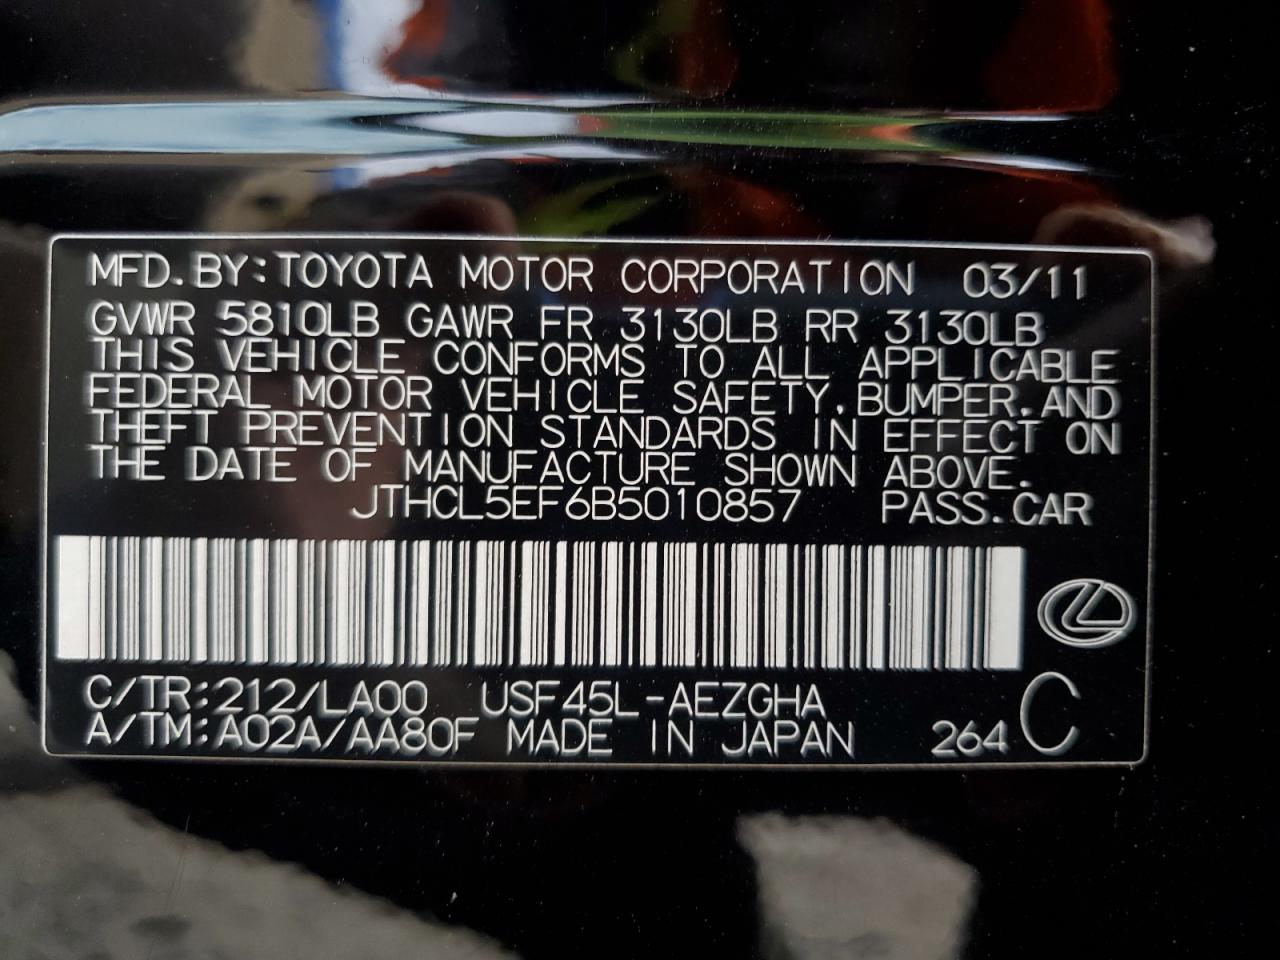 MFD.BY:TOYOTA MOTOR CORPORATION 03/11
GVWR 5810LB GAWR FR 3130LB RR 3130LB
THIS VEHICLE CONFORMS TO ALL APPLICABLE
FEDERAL MOTOR VEHICLE SAFETY.BUMPER.AND
THEFT PREVENTION STANDARDS IN EFFECT ON
THE DATE OF MANUFACTURE SHOWN ABOVE.
JTHCL5EF6B5010857 PASS.CAR
C/TR:212/LA00 USF45L-AEZGHA
A/TM:A02A/AA80F MADE IN JAPAN 264 C